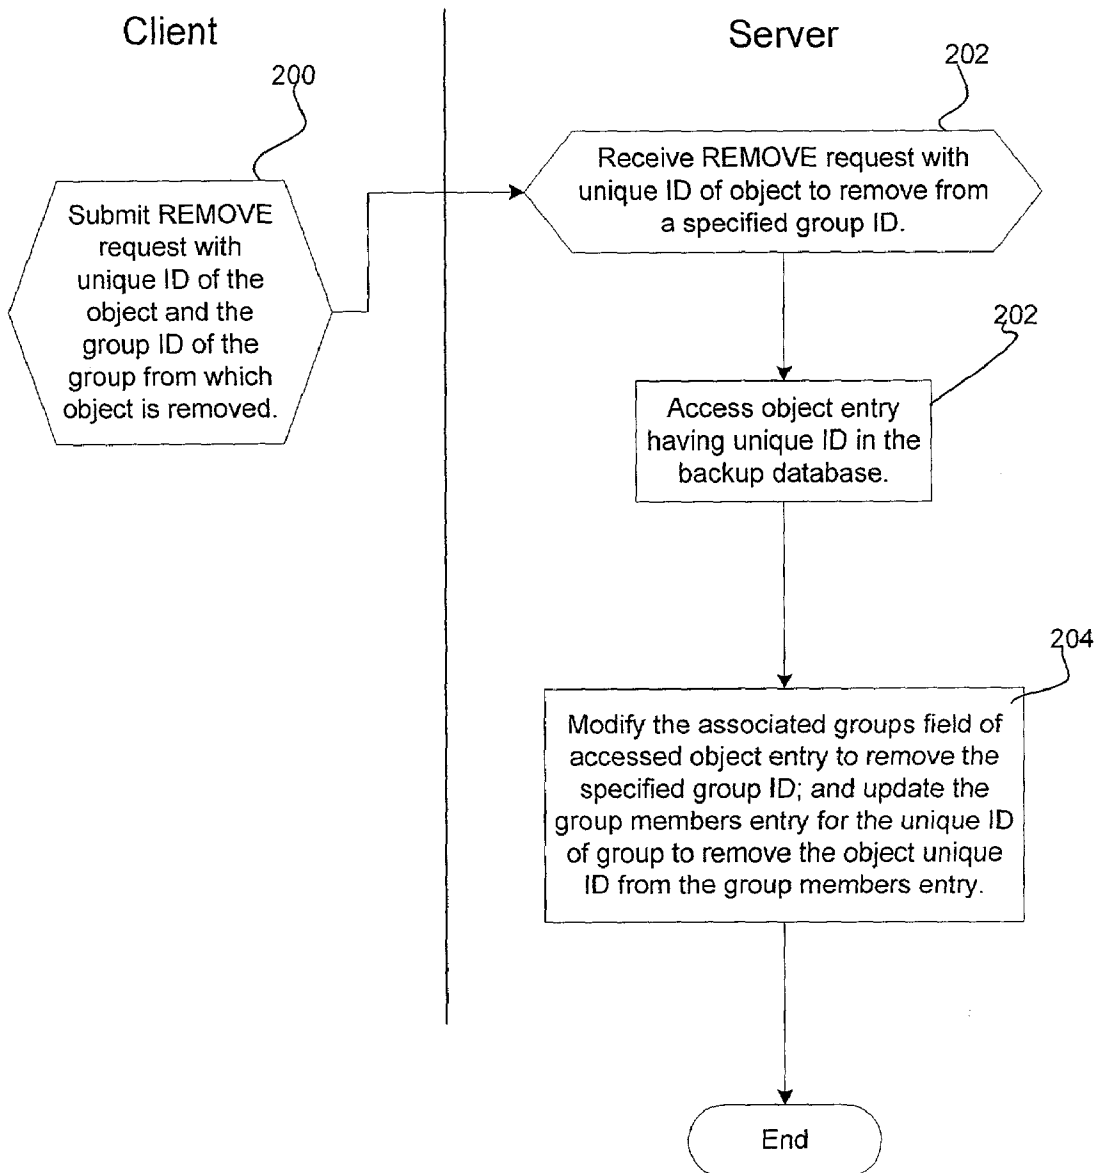 Client
Server
200
202
Submit REMOVE
request with
unique ID of the
object and the
group ID of the
group from which
object is removed.
Receive REMOVE request with
unique ID of object to remove from
a specified group ID.
202
Access object entry
having unique ID in the
backup database.
204
Modify the associated groups field of
accessed object entry to remove the
specified group ID; and update the
group members entry for the unique ID
of group to remove the object unique
ID from the group members entry.
End